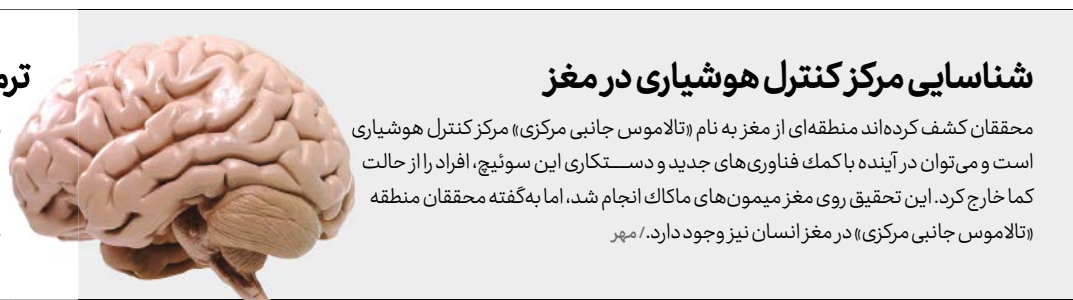 شناسایی مرکز کنترل هوشیاری در مغز
محققان کشف کرده‌اند منطقه‌ای از مغز به نام «تالاموس جانبی مرکزی» مرکز کنترل هوشیاری
است و می‌توان در آینده با كمك فناوری‌های جدید و دســـتکاری این سوئیچ، افراد را از حالت
کما خارج کرد. این تحقیق روی مغز میمون‌های ماکاك انجام شد، اما به‌گفته محققان منطقه
«تالاموس جانبی مرکزی» در مغز انسان نیز وجود دارد./ مهر